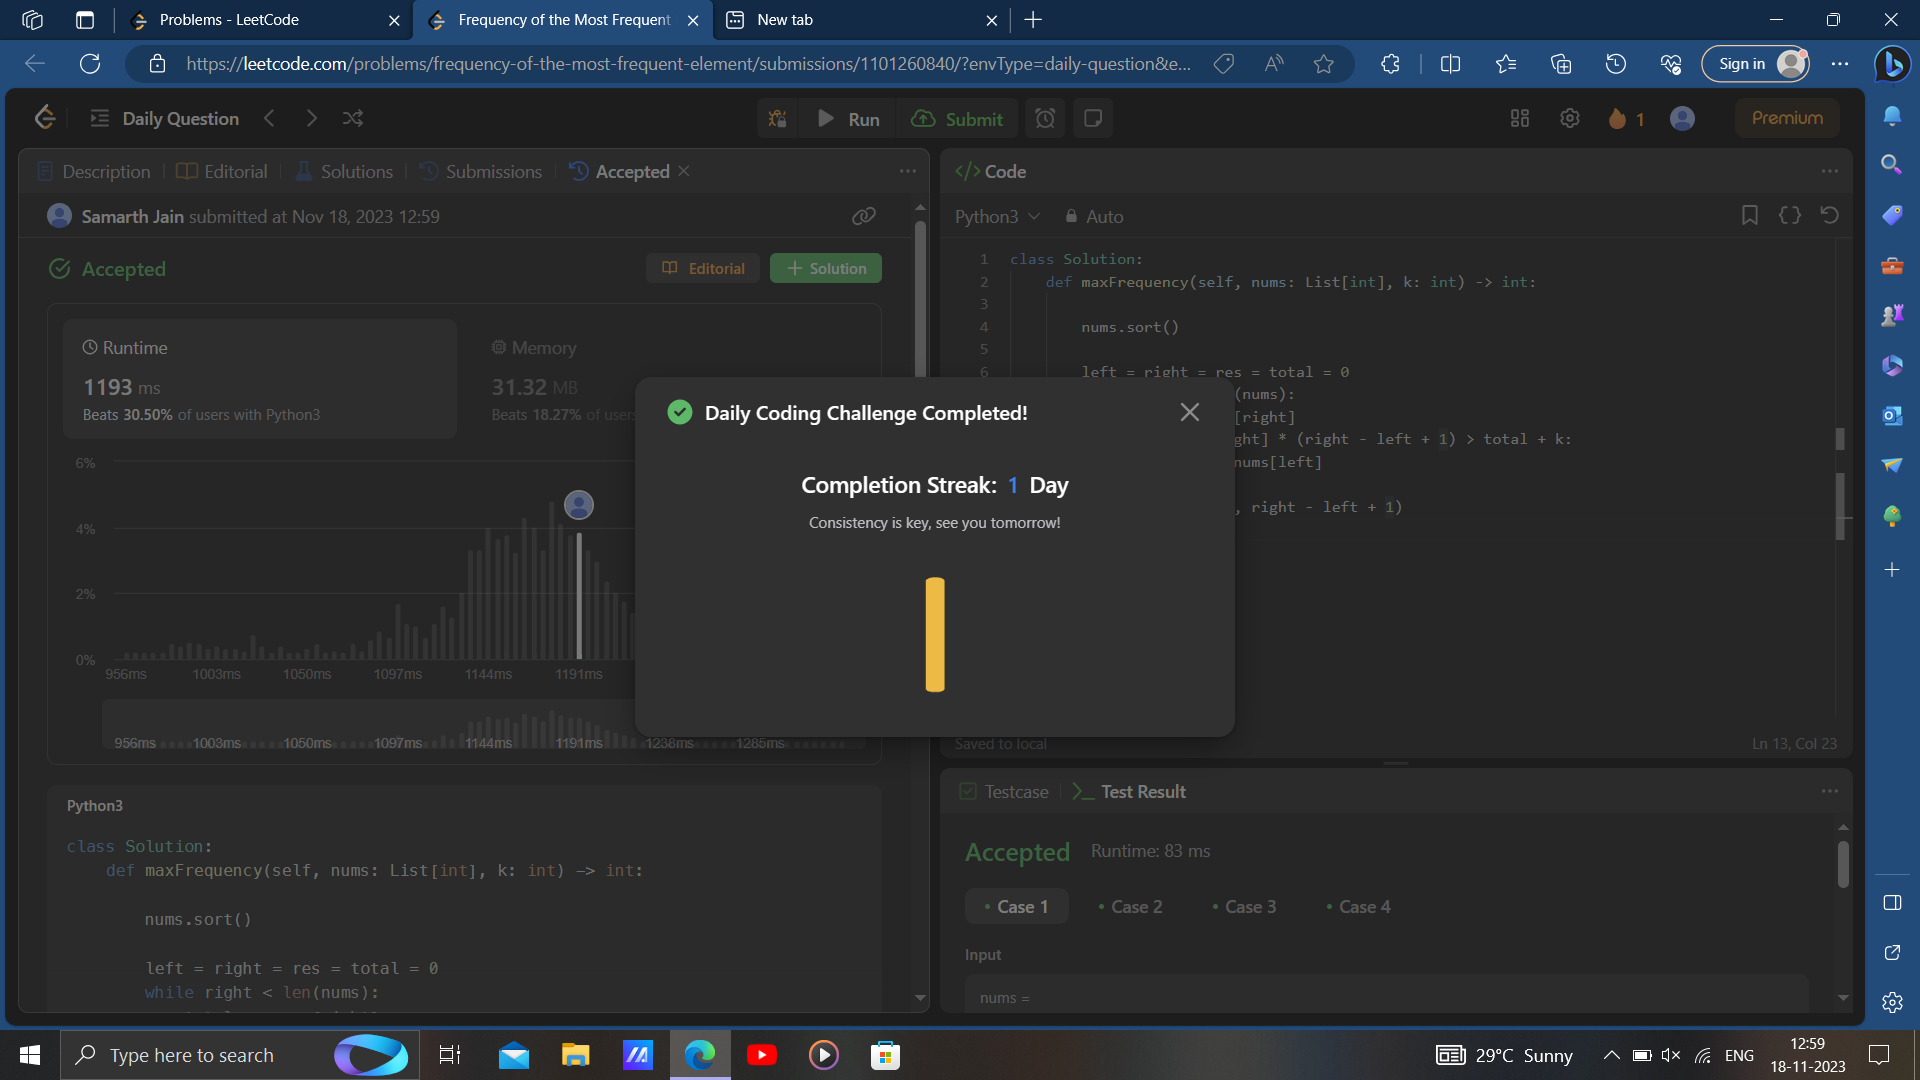 Problems - LeetCode
Frequency of the Most Frequent
New tab
https://leetcode.com/problems/frequency-of-the-most-frequent-element/submissions/1101260840/?envType=daily-question&e...
Sign in
Daily Question
Run
Submit
1
Premium
Description
Editorial
Solutions
Submissions
Accepted
Samarth Jain submitted at Nov 18, 2023 12:59
Accepted
Editorial
Solution
Runtime
1193 ms
Beats 30.50% of users with Python3
Memory
31.32 MB
Beats 18.27% of users
6%
4%
2%
0%
956ms 1003ms 1050ms 1097ms 1144ms 1191ms
956ms 1003ms 1050ms 1097ms 1144ms 1191ms 1238ms 1285ms
Python3
class Solution:
def maxFrequency(self, nums: List[int], k: int) -> int:
nums.sort()
left = right = res = total = 0
while right < len(nums):
Daily Coding Challenge Completed!
Completion Streak: 1 Day
Consistency is key, see you tomorrow!
</> Code
Python3
Auto
1 class Solution:
2 def maxFrequency(self, nums: List[int], k: int) -> int:
3
4 nums.sort()
5
6 left = right = res = total = 0
(nums):
[right]
ght] * (right - left + 1) > total + k:
nums[left]
, right - left + 1)
Saved to local
Ln 13, Col 23
Testcase
Test Result
Accepted Runtime: 83 ms
Case 1
Case 2
Case 3
Case 4
Input
nums =
Type here to search
29°C Sunny
ENG
12:59
18-11-2023